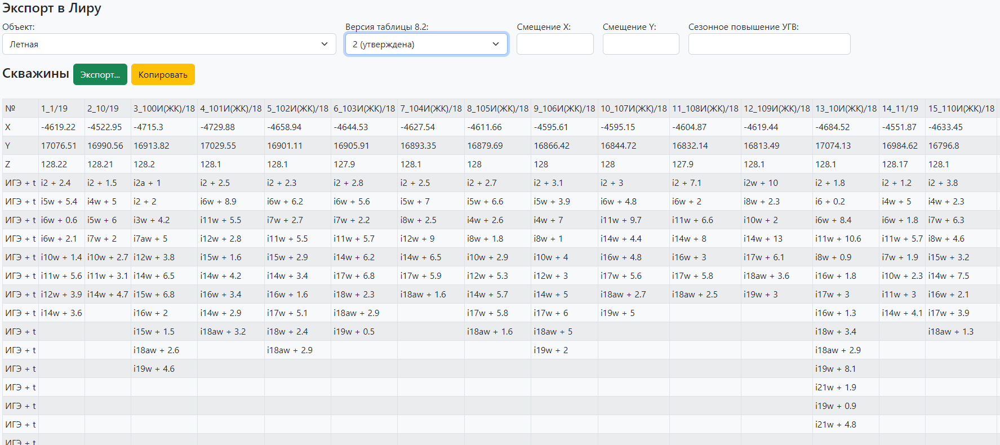 Экспорт в Лиру
Объект: Версия таблицы 8.2: Смещение X: Смещение Y: Сезонное повышение УГВ:
Летная 2 (утверждена)
Скважины Экспорт... Копировать
№ 1_1/19 2_10/19 3_100И(ЖК)/18 4_101И(ЖК)/18 5_102И(ЖК)/18 6_103И(ЖК)/18 7_104И(ЖК)/18 8_105И(ЖК)/18 9_106И(ЖК)/18 10_107И(ЖК)/18 11_108И(ЖК)/18 12_109И(ЖК)/18 13_10И(ЖК)/18 14_11/19 15_110И(ЖК)/18
X -4619.22 -4522.95 -4715.3 -4729.88 -4658.94 -4644.53 -4627.54 -4611.66 -4595.61 -4595.15 -4604.87 -4619.44 -4684.52 -4551.87 -4633.45
Y 17076.51 16990.56 16913.82 17029.55 16901.11 16905.91 16893.35 16879.69 16866.42 16844.72 16832.14 16813.49 17074.13 16984.62 16796.8
Z 128.22 128.21 128.2 128.1 128.1 127.9 128.1 128 128 128 127.9 128.1 128.1 128.17 128.1
ИГЭ + t i2 + 2.4 i2 + 1.5 i2a + 1 i2 + 2.5 i2 + 2.3 i2 + 2.8 i2 + 2.5 i2 + 2.7 i2 + 3.1 i2 + 3 i2 + 7.1 i2w + 10 i2 + 1.8 i2 + 1.2 i2 + 3.8
ИГЭ + t i5w + 5.4 i4w + 5 i2 + 2 i6w + 8.9 i6w + 6.2 i6w + 5.6 i5w + 7 i5w + 6.6 i5w + 3.9 i6w + 4.8 i6w + 2 i8w + 2.3 i6 + 0.2 i4w + 5 i4w + 2.3
ИГЭ + t i6w + 0.6 i5w + 6 i3w + 4.2 i11w + 5.5 i7w + 2.7 i7w + 2.2 i8w + 2.5 i4w + 2.6 i4w + 7 i11w + 9.7 i11w + 6.6 i10w + 2 i6w + 8.4 i6w + 1.8 i7w + 6.3
ИГЭ + t i6w + 2.1 i7w + 2 i7aw + 5 i12w + 2.8 i11w + 5.5 i11w + 5.7 i12w + 9 i8w + 1.8 i8w + 1 i14w + 4.4 i14w + 8 i14w + 13 i11w + 10.6 i11w + 5.7 i8w + 4.6
ИГЭ + t i10w + 1.4 i10w + 2.7 i12w + 3.8 i15w + 1.6 i15w + 2.9 i14w + 6.2 i14w + 6.5 i10w + 2.9 i10w + 4 i16w + 4.8 i16w + 3 i17w + 6.1 i8w + 0.9 i7w + 1.9 i15w + 3.2
ИГЭ + t i11w + 5.6 i11w + 3.1 i14w + 6.5 i14w + 4.2 i14w + 3.4 i17w + 6.8 i17w + 5.9 i12w + 5.3 i12w + 3 i17w + 5.6 i17w + 5.8 i18aw + 3.6 i16w + 1.8 i10w + 2.3 i14w + 7.5
ИГЭ + t i12w + 3.9 i14w + 4.7 i15w + 6.8 i16w + 3.4 i16w + 1.6 i18w + 2.3 i18aw + 1.6 i14w + 5.7 i14w + 5 i18aw + 2.7 i18aw + 2.5 i19w + 3 i17w + 3 i11w + 3 i16w + 2.1
ИГЭ + t i14w + 3.6 i16w + 2 i14w + 2.9 i17w + 5.1 i18aw + 2.9 i17w + 5.8 i17w + 6 i19w + 5 i16w + 1.3 i14w + 4.1 i17w + 3.9
ИГЭ + t i15w + 1.5 i18aw + 3.2 i18w + 2.4 i19w + 0.5 i18aw + 1.6 i18aw + 5 i18w + 3.4 i18aw + 1.3
ИГЭ + t i18aw + 2.6 i18aw + 2.9 i19w + 2 i18aw + 2.9
ИГЭ + t i19w + 4.6 i19w + 8.1
ИГЭ + t i21w + 1.9
ИГЭ + t i19w + 0.9
ИГЭ + t i21w + 4.8
ИГЭ + t